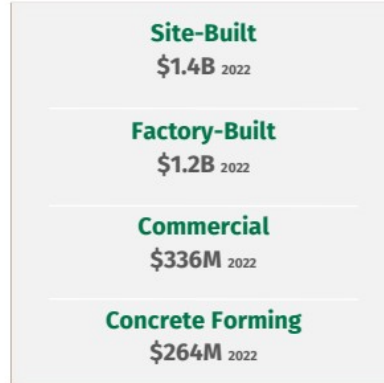 Site-Built
$1.4B 2022
Factory-Built
$1.2B 2022
Commercial
$336M 2022
Concrete Forming
$264M 2022